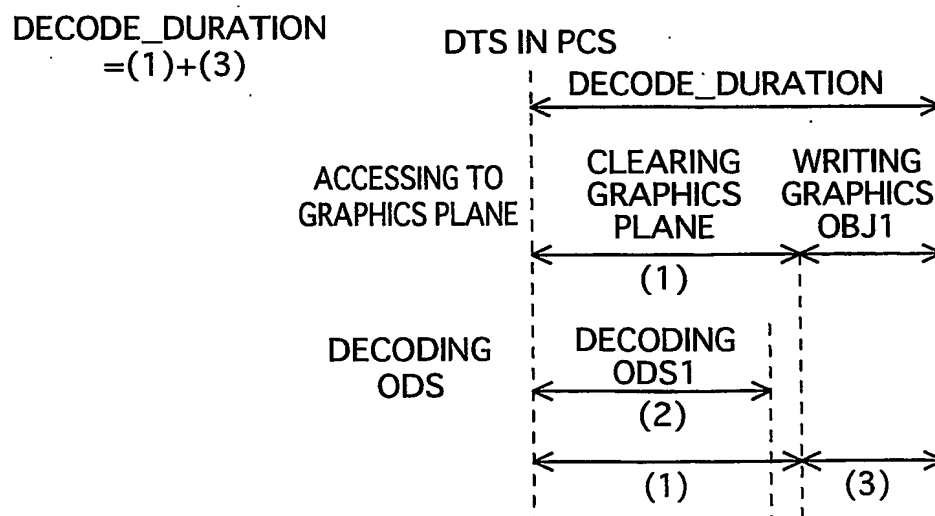 DECODE_DURATION
=(1)+(3)
DTS IN PCS
DECODE_DURATION
ACCESSING TO
GRAPHICS PLANE
CLEARING
GRAPHICS
PLANE
WRITING
GRAPHICS
OBJ1
(1)
DECODING
ODS
DECODING
ODS1
(2)
(1)
(3)